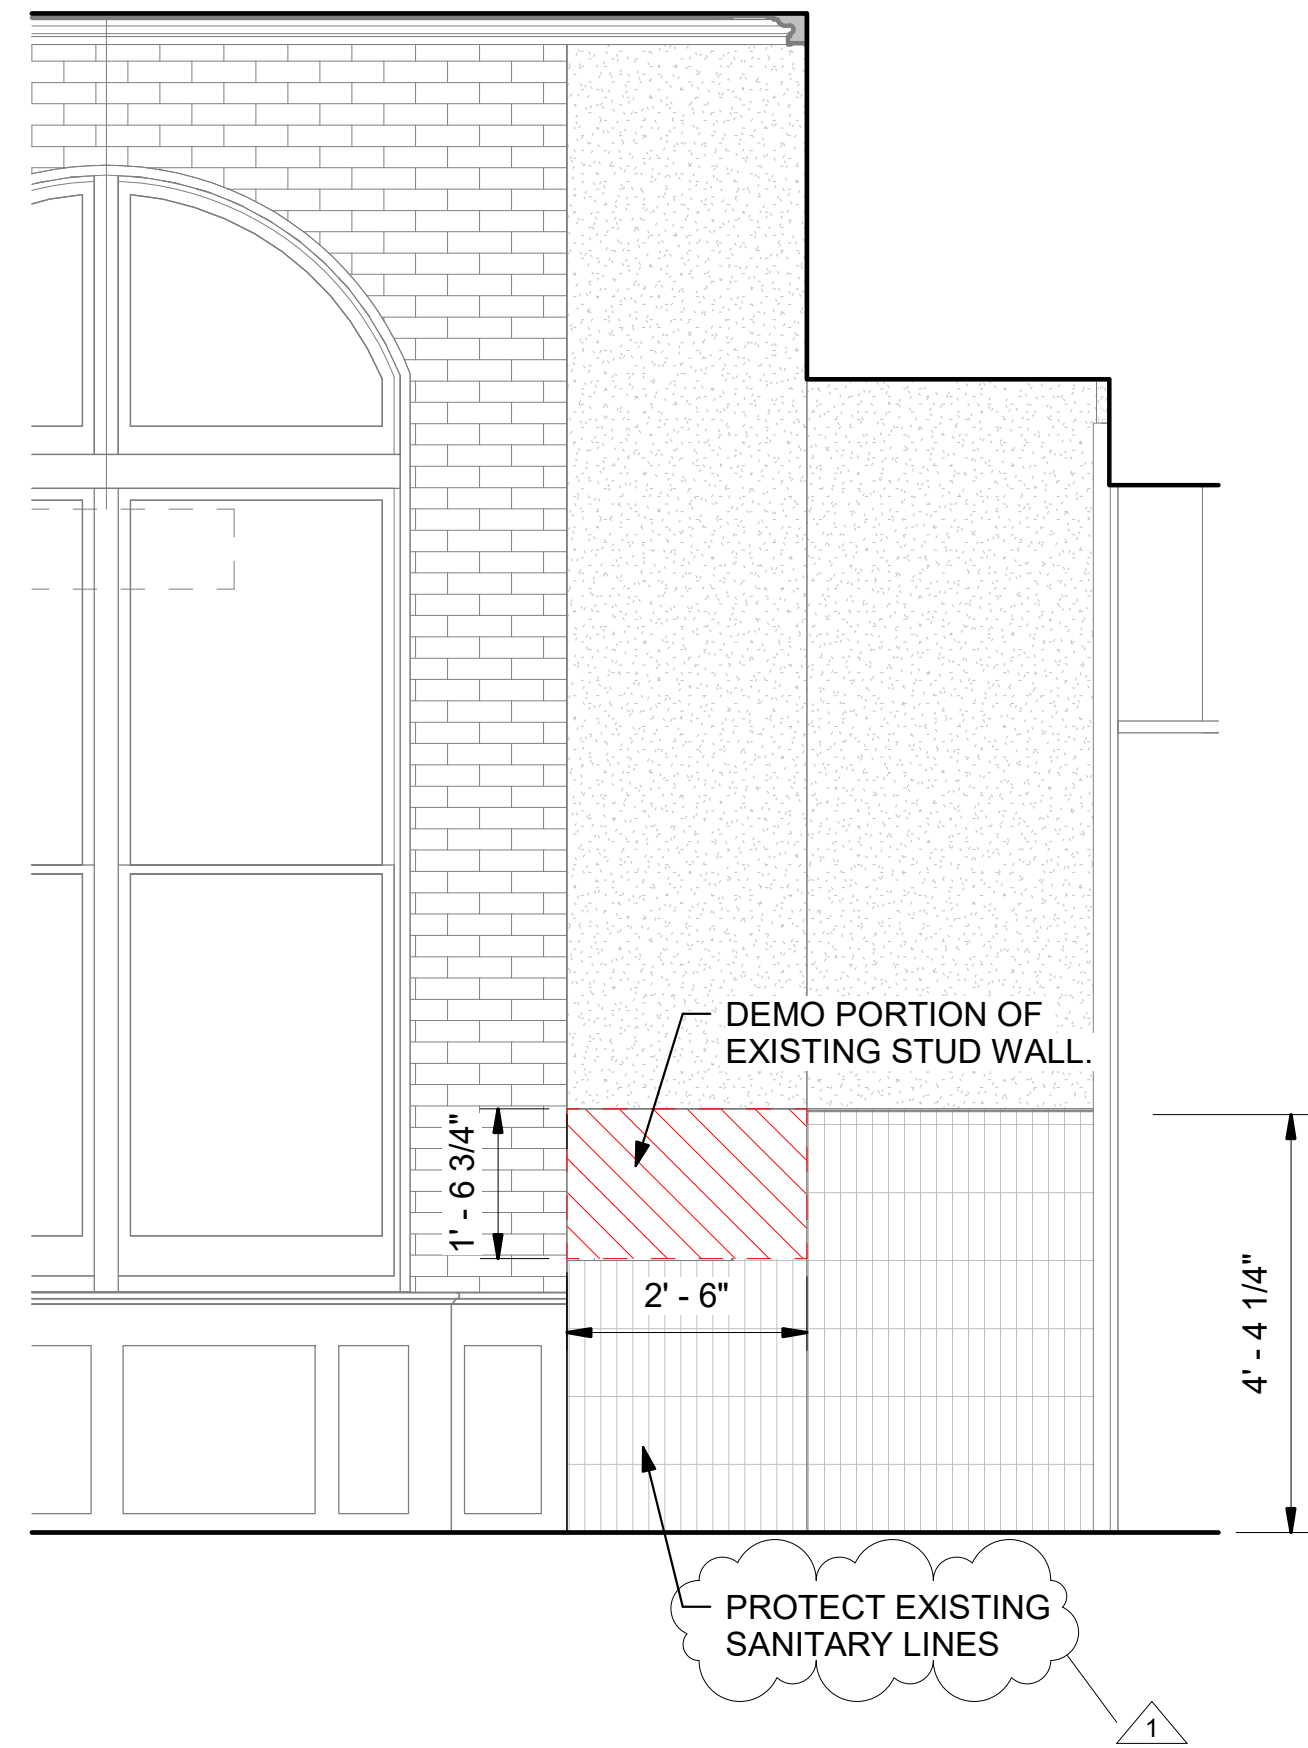 DEMO PORTION OF
EXISTING STUD WALL.
1' - 6 3/4"
2' - 6"
4' - 4 1/4"
PROTECT EXISTING
SANITARY LINES
1